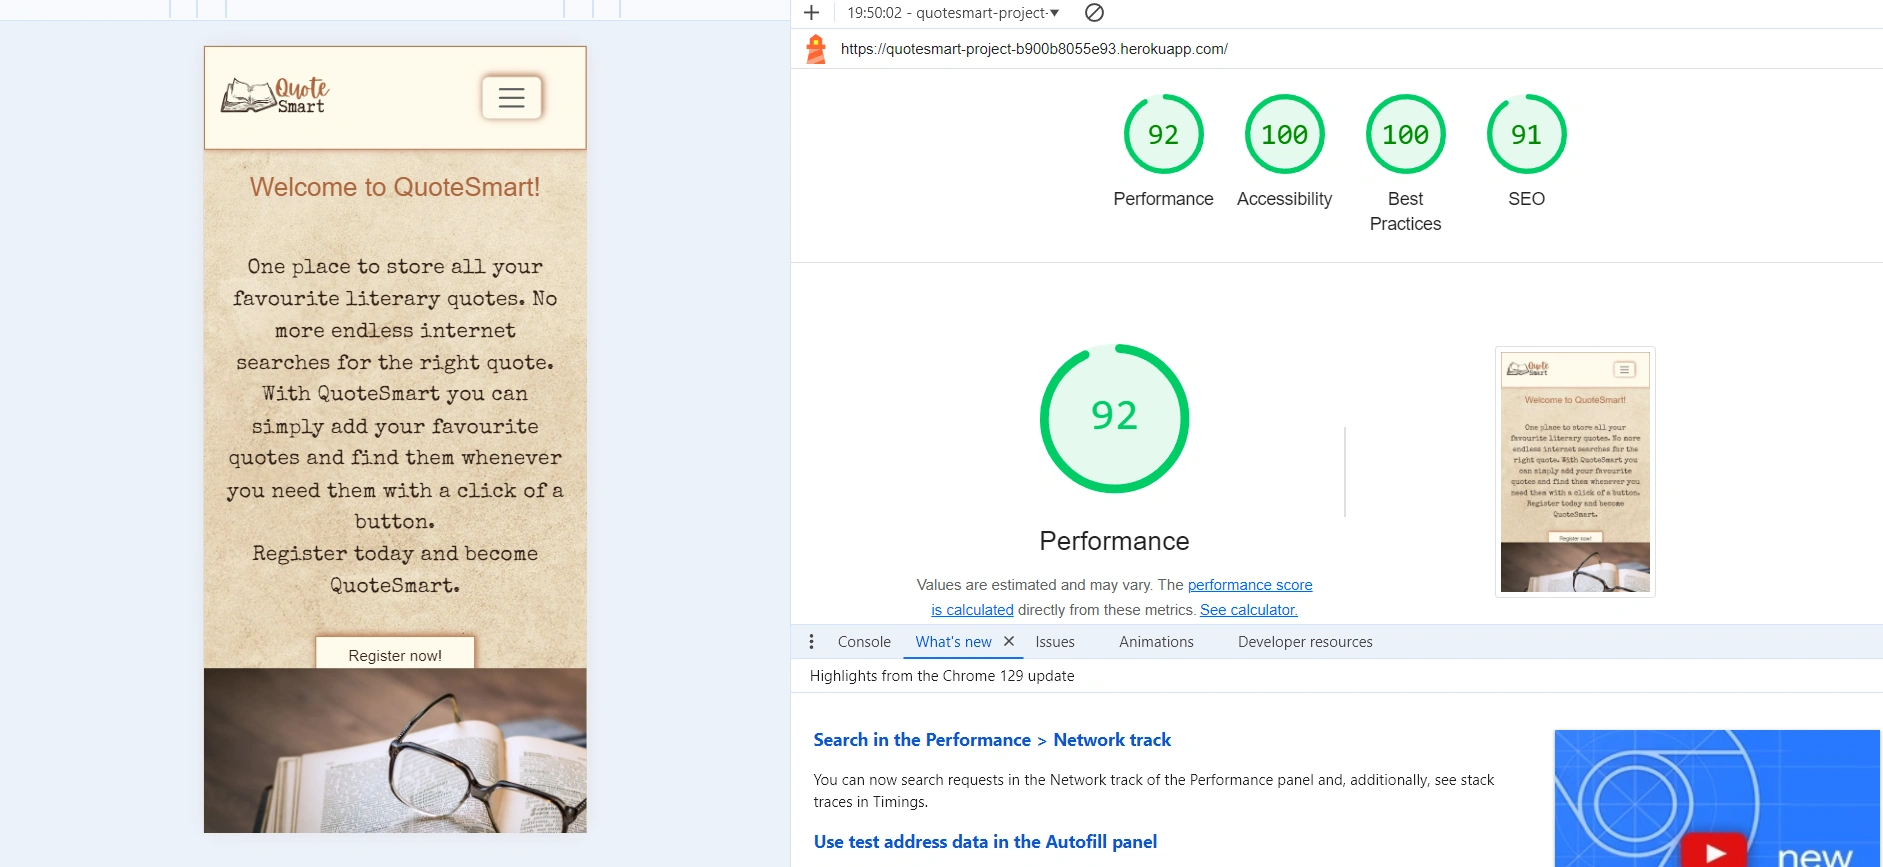 Quote
Smart
Welcome to QuoteSmart!
One place to store all your
favourite literary quotes. No
more endless internet
searches for the right quote.
With QuoteSmart you can
simply add your favourite
quotes and find them whenever
you need them with a click of a
button.
Register today and become
QuoteSmart.
Register now!
19:50:02 - quotesmart-project-
https://quotesmart-project-b900b8055e93.herokuapp.com/
92
100
100
91
Performance
Accessibility
Best
Practices
SEO
92
Performance
Values are estimated and may vary. The performance score
is calculated directly from these metrics. See calculator.
Quote
Smart
Welcome to QuoteSmart!
One place to store all your
favourite literary quotes. No more
endless internet searches for the
right quote. With QuoteSmart you
can simply add your favourite
quotes and find them whenever you
need them with a click of a button.
Register today and become
QuoteSmart.
Register now!
Console
What's new
Issues
Animations
Developer resources
Highlights from the Chrome 129 update
Search in the Performance > Network track
You can now search requests in the Network track of the Performance panel and, additionally, see stack
traces in Timings.
Use test address data in the Autofill panel
new